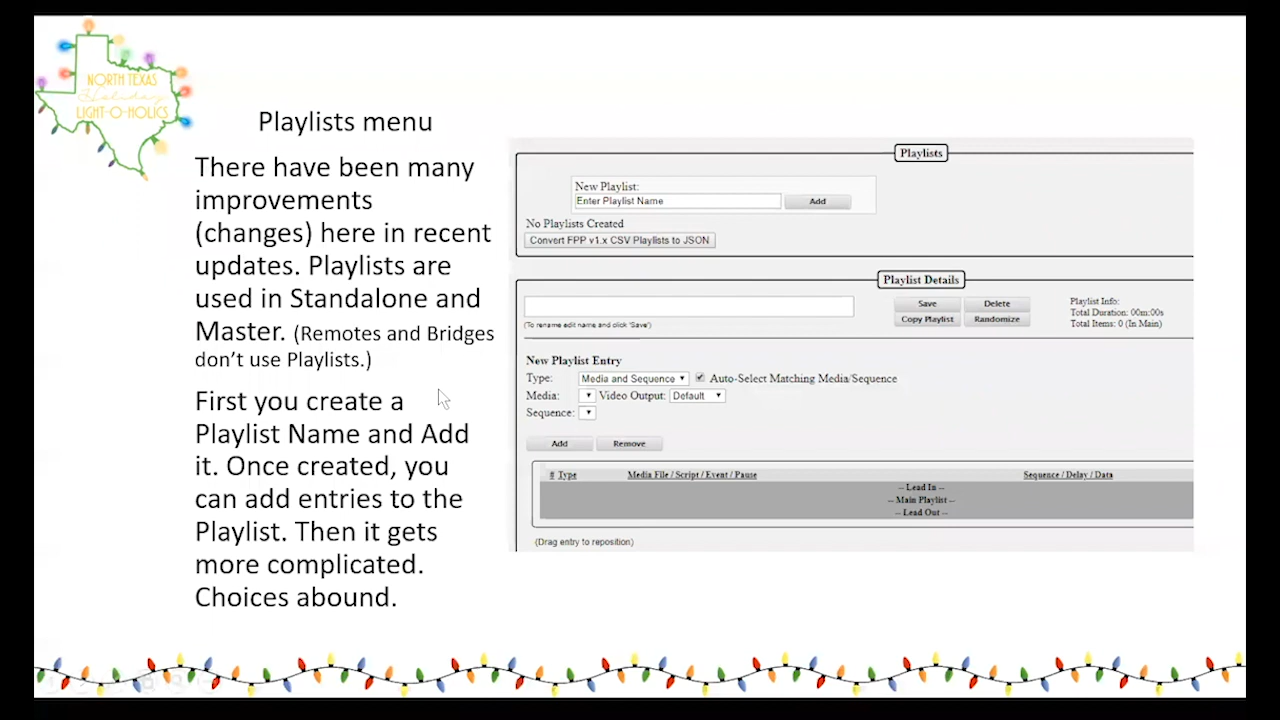 NORTH TEXAS
Holiday
LIGHT-O-HOLICS
Playlists menu
There have been many
improvements
(changes) here in recent
updates. Playlists are
used in Standalone and
Master. (Remotes and Bridges
don't use Playlists.)
First you create a
Playlist Name and Add
it. Once created, you
can add entries to the
Playlist. Then it gets
more complicated.
Choices abound.
Playlists
New Playlist:
Enter Playlist Name
Add
No Playlists Created
Convert FPP v1.x CSV Playlists to JSON
Playlist Details
Save
Delete
Copy Playlist
Randomize
(To rename edit name and click 'Save')
Playlist Info:
Total Duration: 00m:00s
Total Items: 0 (In Main)
New Playlist Entry
Type: Media and Sequence Auto-Select Matching Media/Sequence
Media: Video Output: Default
Sequence:
Add Remove
# Type Media File / Script / Event / Pause Sequence / Delay / Data
-- Lead In --
-- Main Playlist --
-- Lead Out --
(Drag entry to reposition)